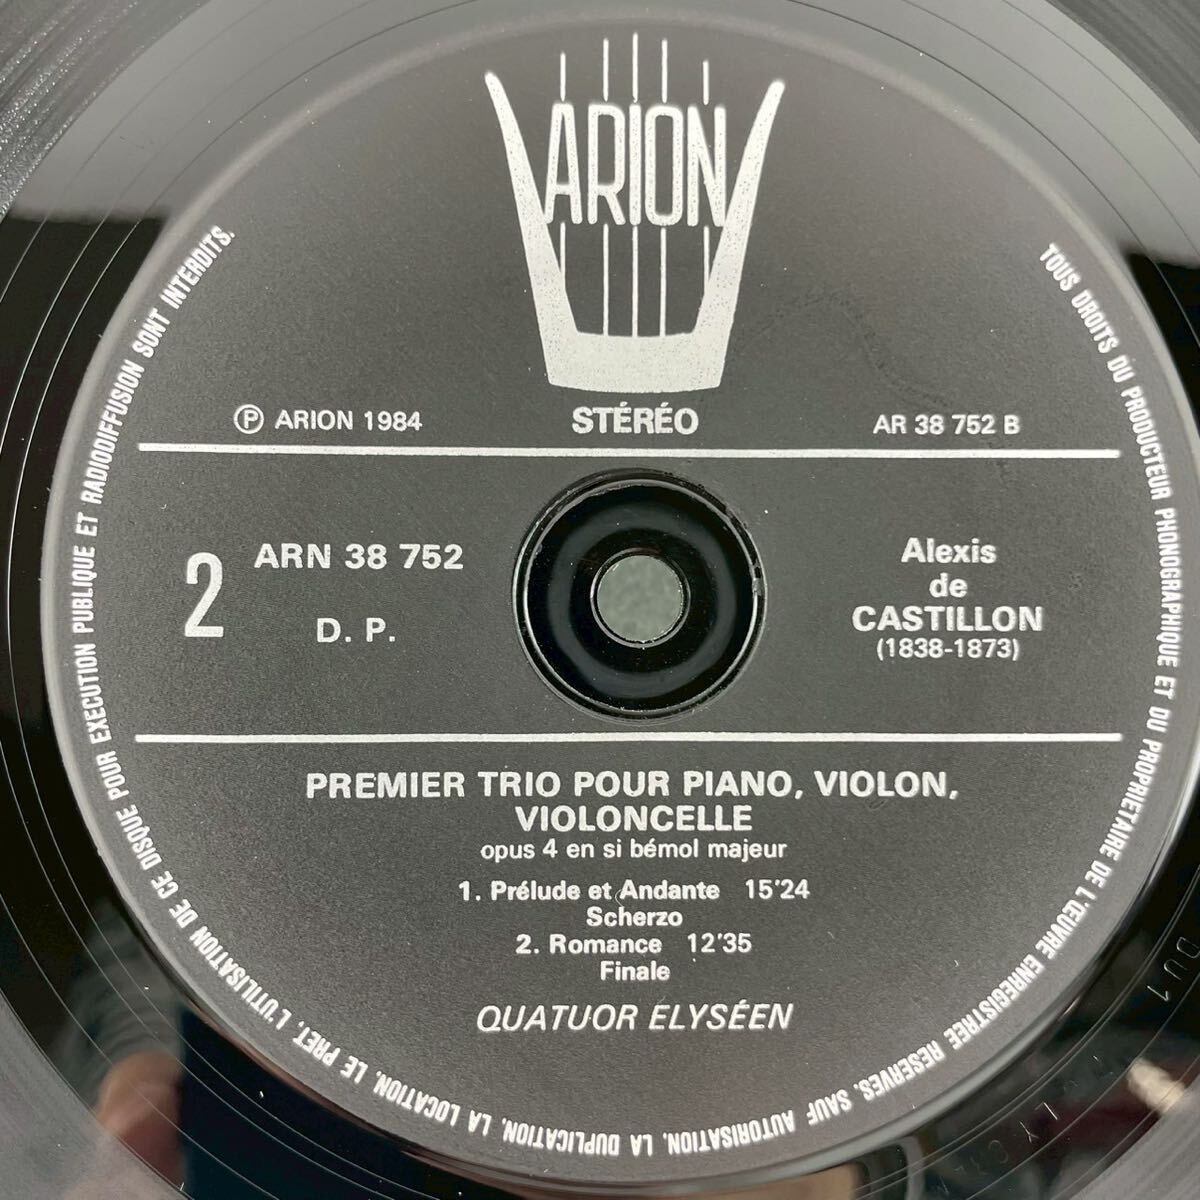 ARION
STÉRÉO
℗ ARION 1984
AR 38 752 B
2
ARN 38 752
D. P.
Alexis
de
CASTILLON
(1838-1873)
PREMIER TRIO POUR PIANO, VIOLON,
VIOLONCELLE
opus 4 en si bémol majeur
1. Prélude et Andante 15'24
Scherzo
2. Romance 12'35
Finale
QUATUOR ELYSÉEN
TOUS DROITS DU PRODUCTEUR PHONOGRAPHIQUE ET DU PROPRIETAIRE DE L'ŒUVRE ENREGISTREE RESERVES. SAUF AUTORISATION, LA DUPLICATION, LA LOCATION, LE PRET, L'UTILISATION DE CE DISQUE POUR EXECUTION PUBLIQUE ET RADIODIFFUSION SONT INTERDITS.